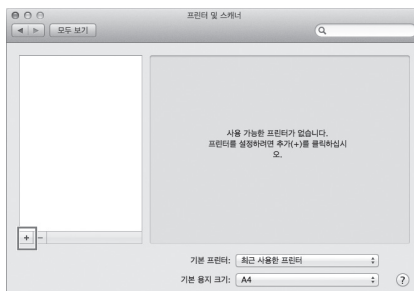 프린터 및 스캐너
모두 보기
사용 가능한 프린터가 없습니다.
프린터를 설정하려면 추가(+)를 클릭하십시
오.
+ −
기본 프린터: 최근 사용한 프린터
기본 용지 크기: A4 ?